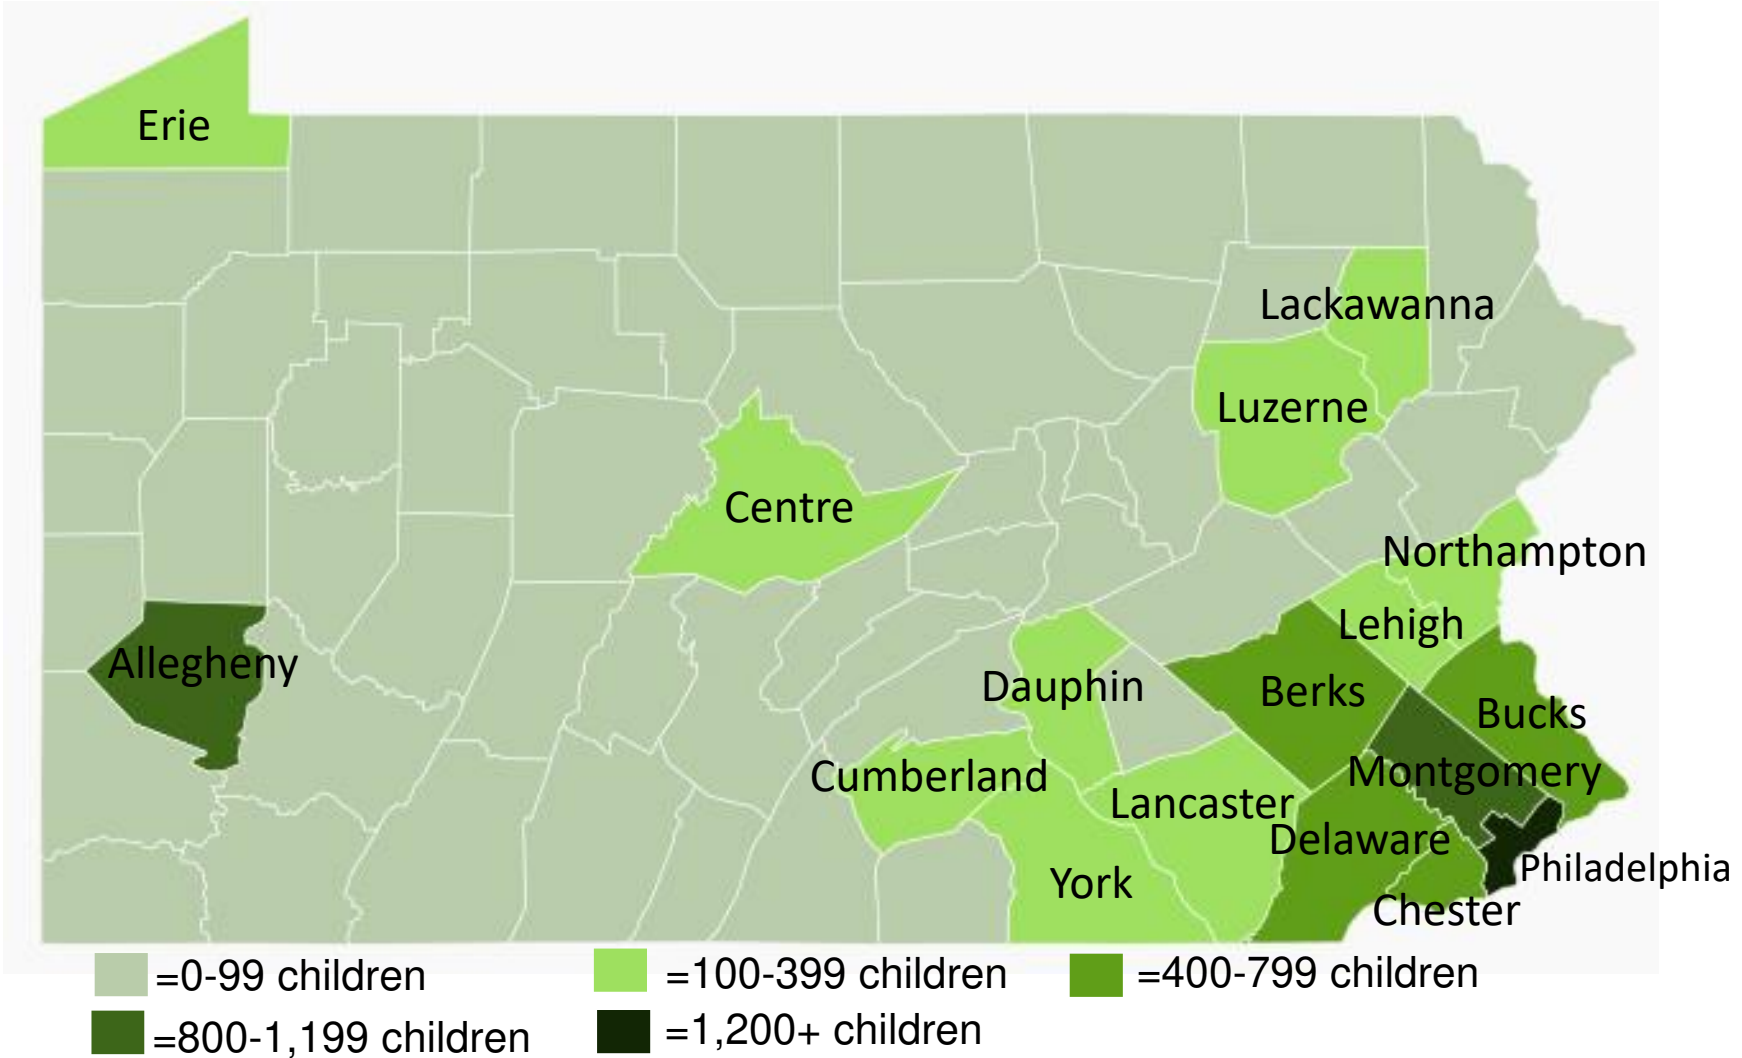 Erie
Lackawanna
Luzerne
Centre
Northampton
Lehigh
Allegheny
Dauphin
Berks
Bucks
Cumberland
Montgomery
Lancaster
Delaware
Philadelphia
York
Chester
=0-99 children
=100-399 children
=400-799 children
=800-1,199 children
=1,200+ children